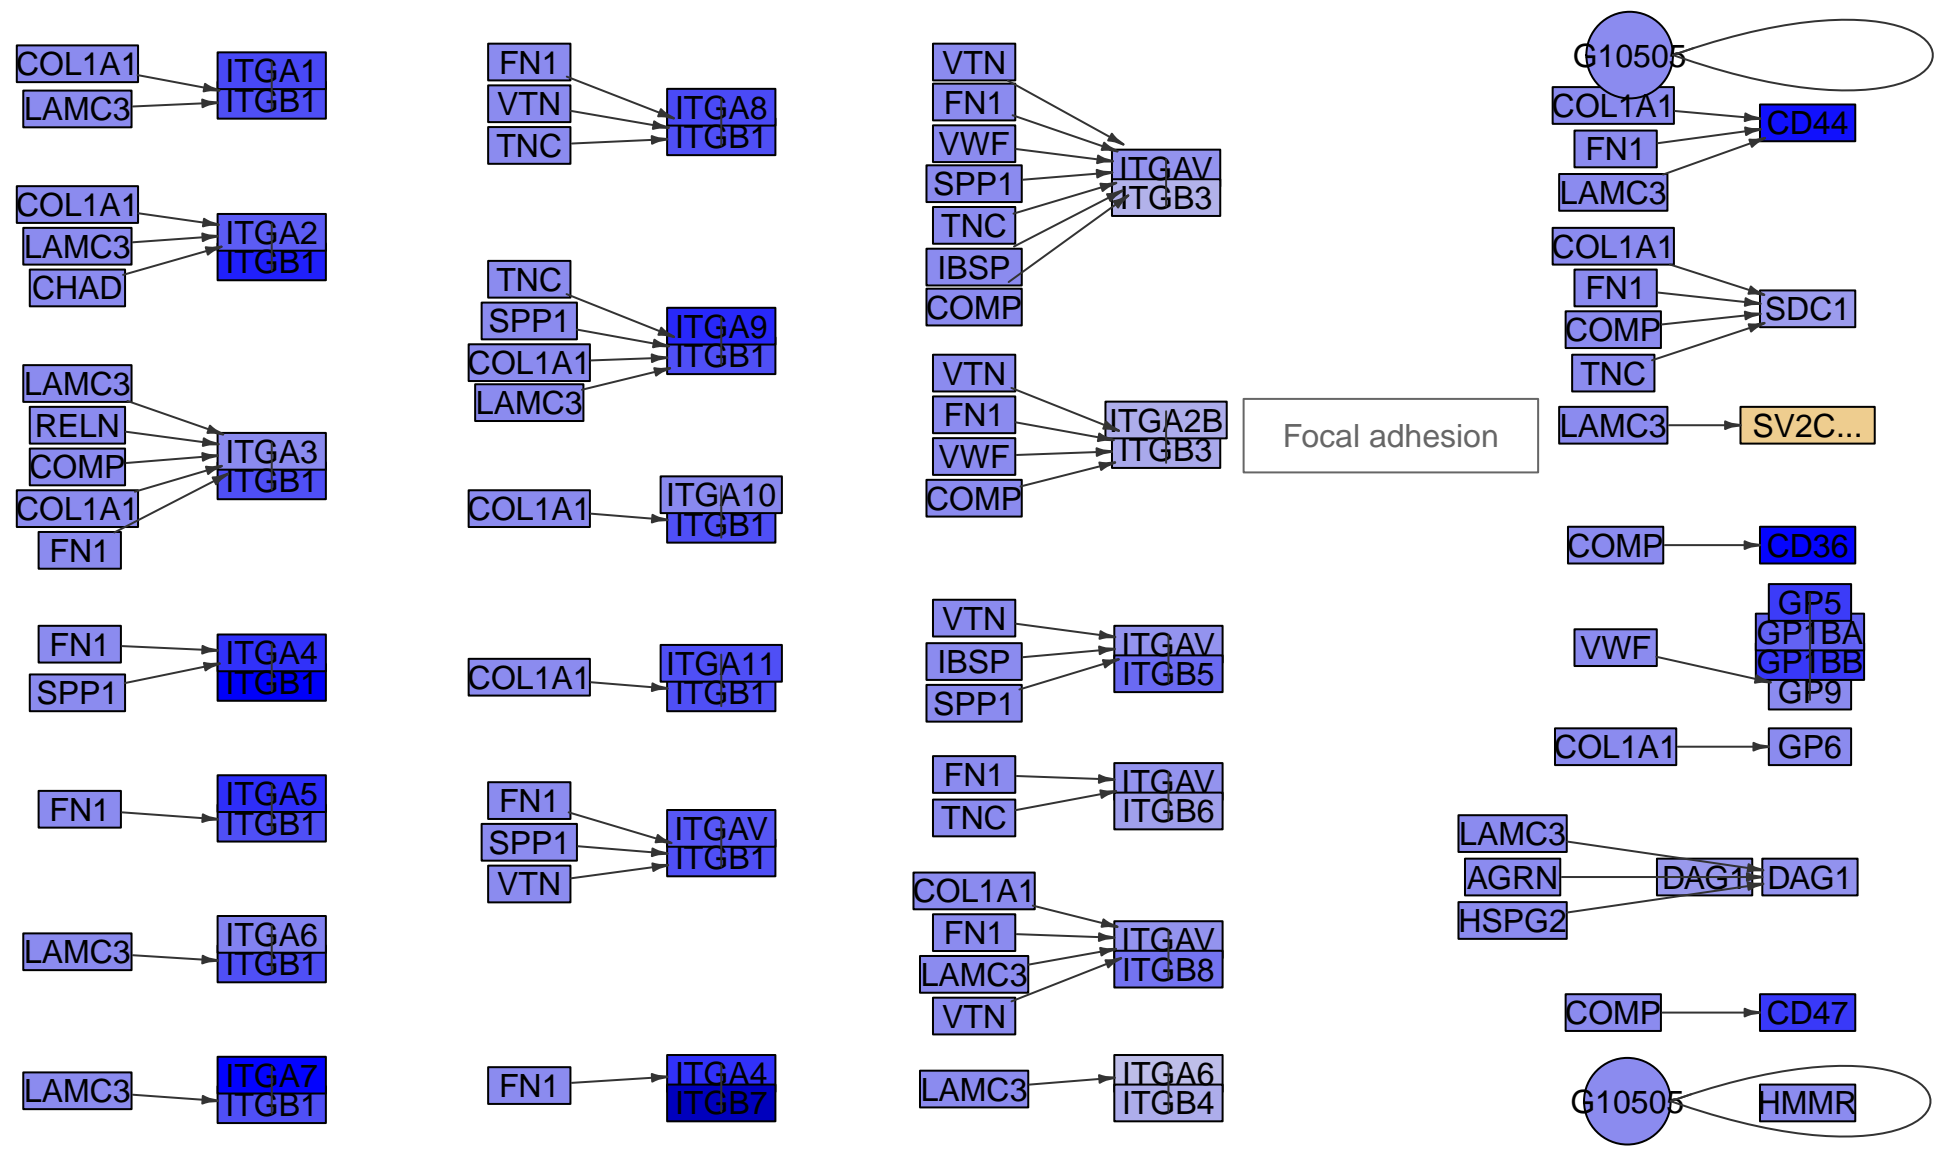 COL1A1
LAMC3
ITGA1
ITGB1
COL1A1
LAMC3
CHAD
ITGA2
ITGB1
LAMC3
RELN
COMP
COL1A1
FN1
ITGA3
ITGB1
FN1
SPP1
ITGA4
ITGB1
FN1
ITGA5
ITGB1
LAMC3
ITGA6
ITGB1
LAMC3
ITGA7
ITGB1
FN1
VTN
TNC
ITGA8
ITGB1
TNC
SPP1
COL1A1
LAMC3
ITGA9
ITGB1
COL1A1
ITGA10
ITGB1
COL1A1
ITGA11
ITGB1
FN1
SPP1
VTN
ITGAV
ITGB1
FN1
ITGA4
ITGB7
VTN
FN1
VWF
SPP1
TNC
IBSP
COMP
ITGAV
ITGB3
VTN
FN1
VWF
COMP
ITGA2B
ITGB3
VTN
IBSP
SPP1
ITGAV
ITGB5
FN1
TNC
ITGAV
ITGB6
COL1A1
FN1
LAMC3
VTN
ITGAV
ITGB8
LAMC3
ITGA6
ITGB4
Focal adhesion
G10505
COL1A1
FN1
LAMC3
CD44
COL1A1
FN1
COMP
TNC
SDC1
LAMC3
SV2C...
COMP
CD36
VWF
GP5
GP1BA
GP1BB
GP9
COL1A1
GP6
LAMC3
AGRN
HSPG2
DAG1
DAG1
COMP
CD47
G10505
HMMR